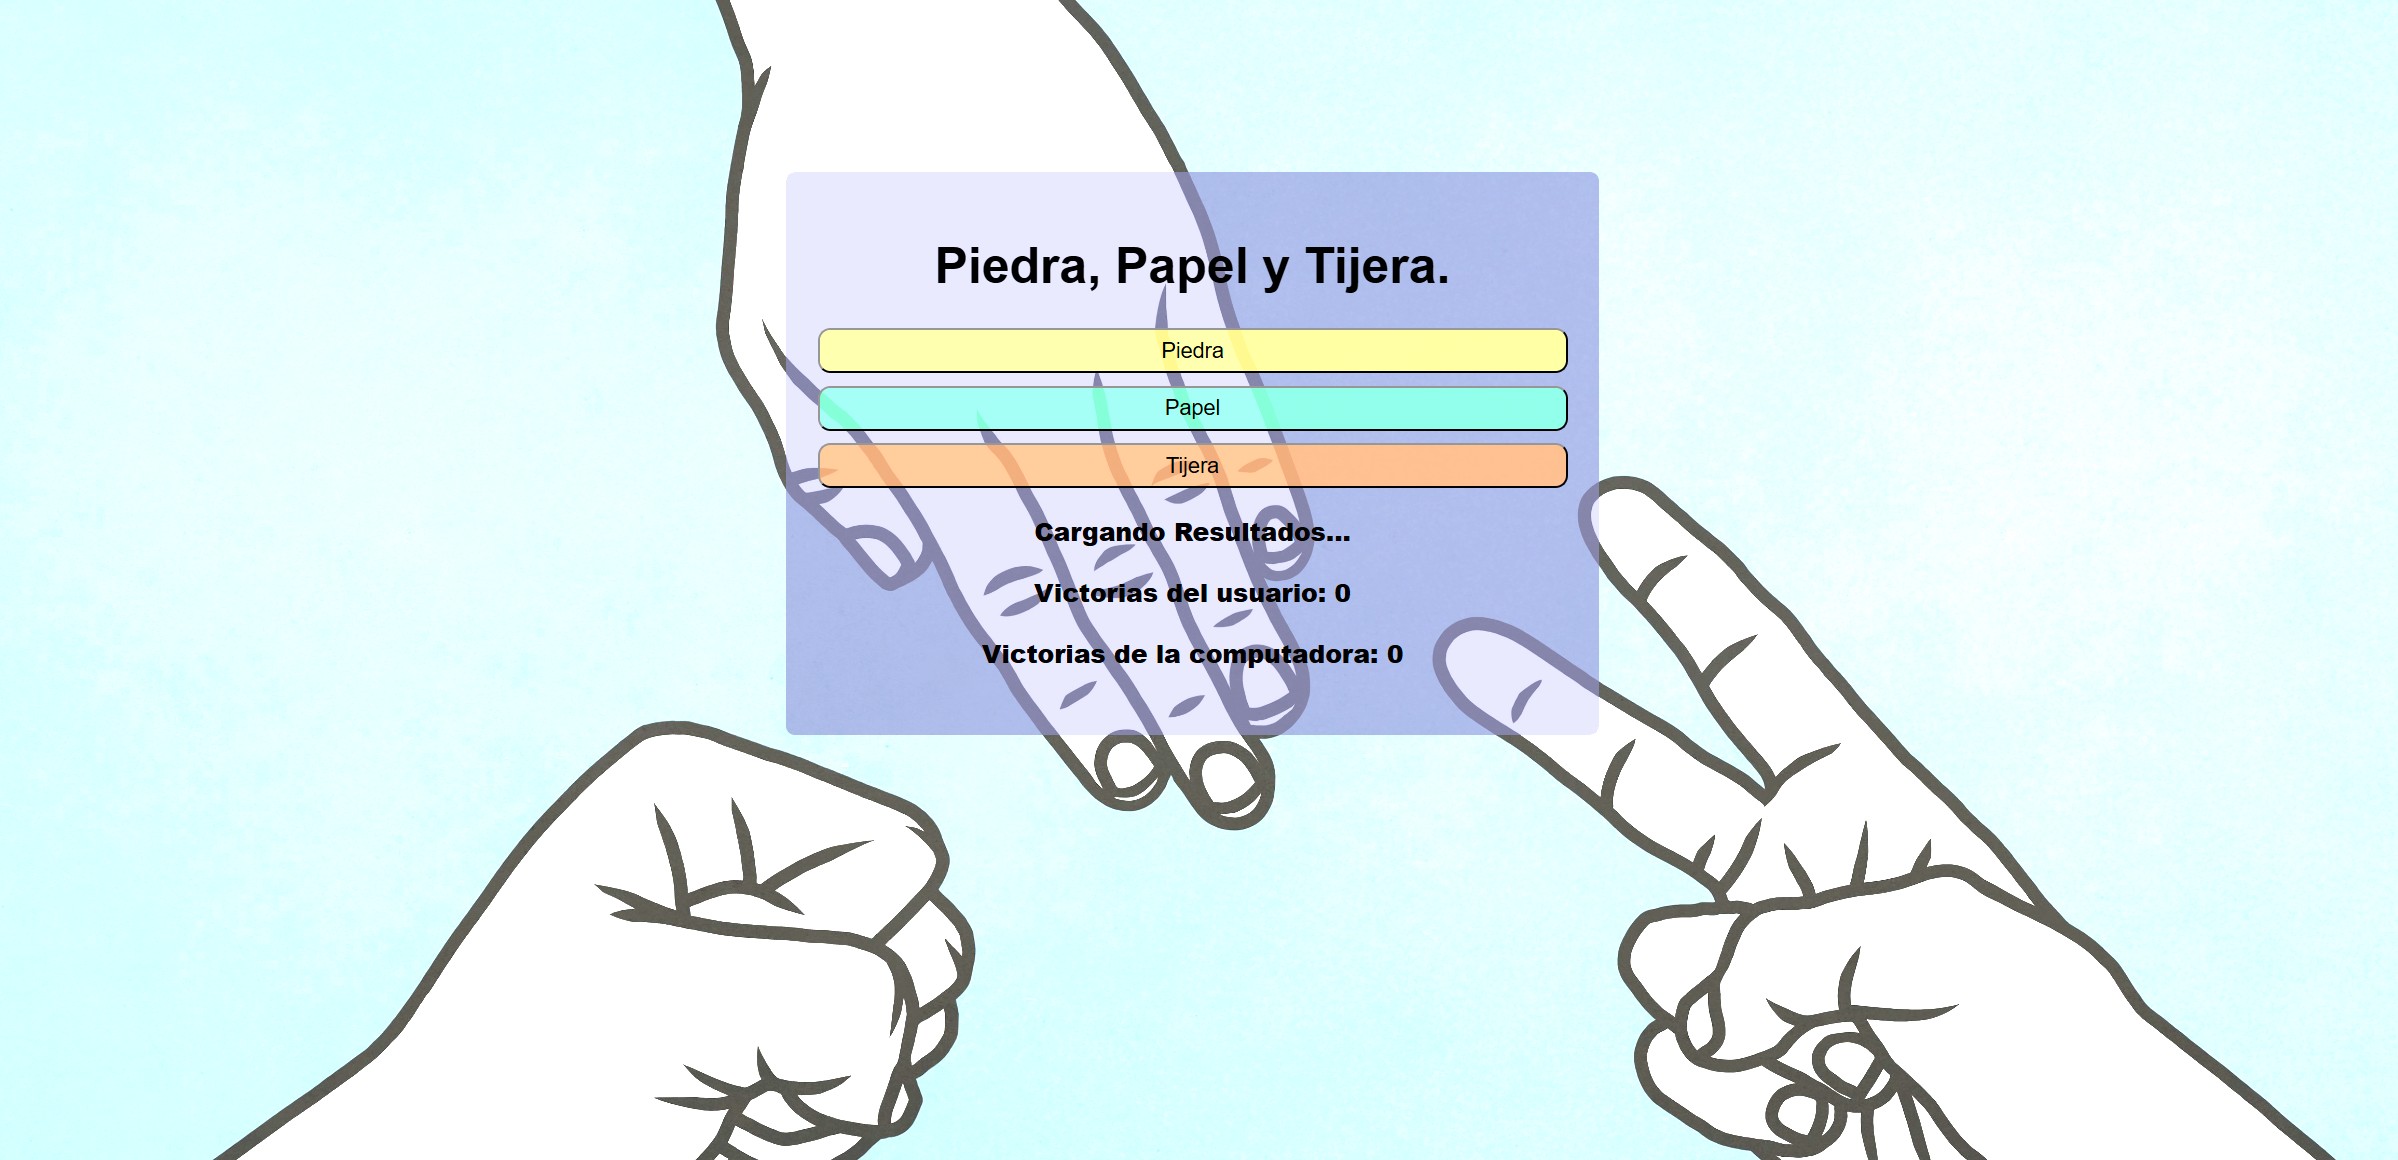 Piedra, Papel y Tijera.
Piedra
Papel
Tijera
Cargando Resultados...
Victorias del usuario: 0
Victorias de la computadora: 0